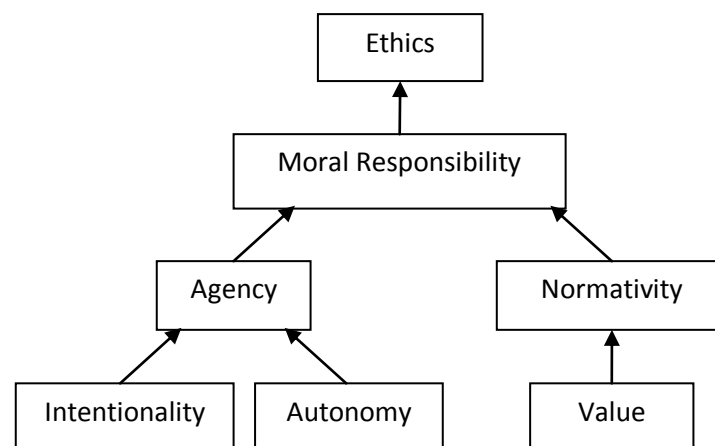 Ethics
Moral Responsibility
Agency
Normativity
Intentionality
Autonomy
Value